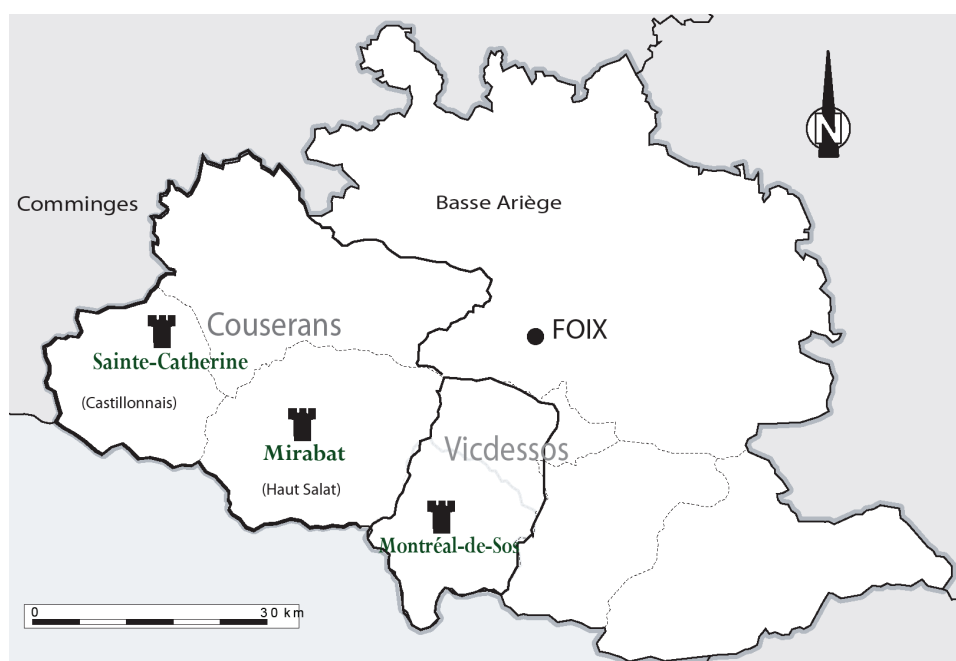 N
Comminges
Basse Ariège
Couserans
FOIX
Sainte-Catherine
(Castillonnais)
Mirabat
Vicdessos
(Haut Salat)
Montréal-de-Sos
0 30 km